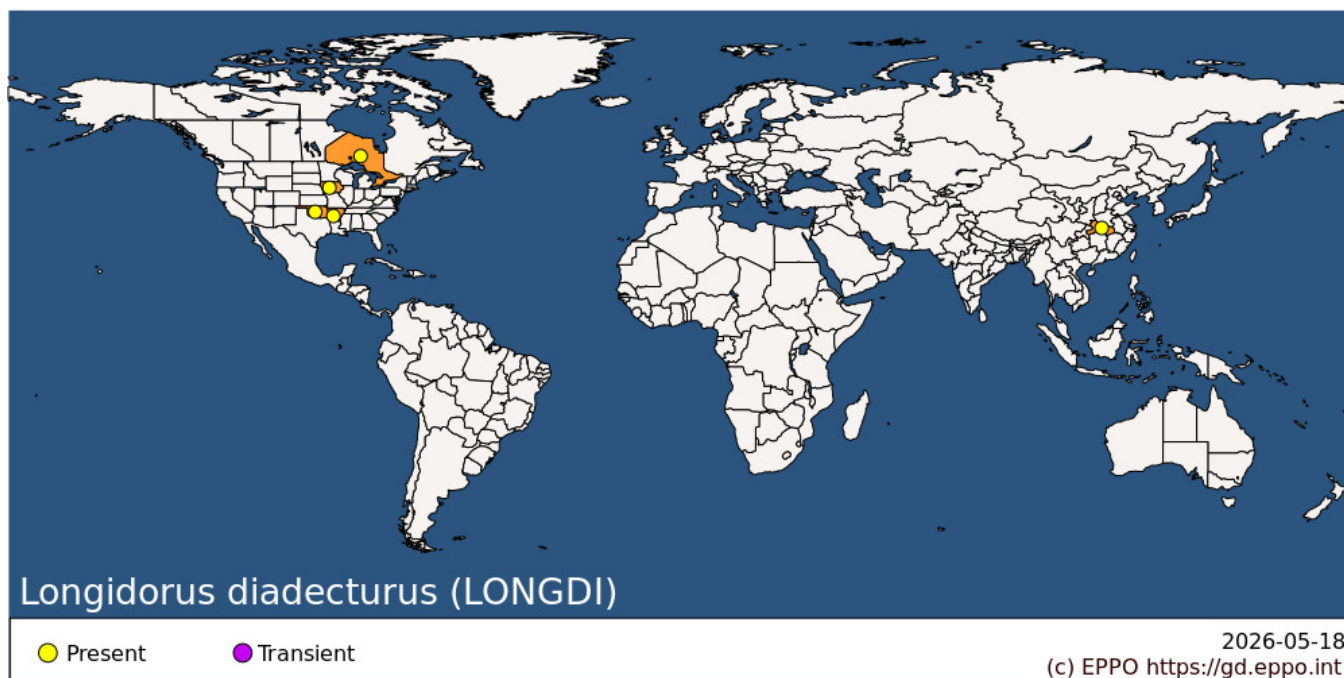 Longidorus diadecturus (LONGDI)
Present
Transient
2026-05-18
(c) EPPO https://gd.eppo.int